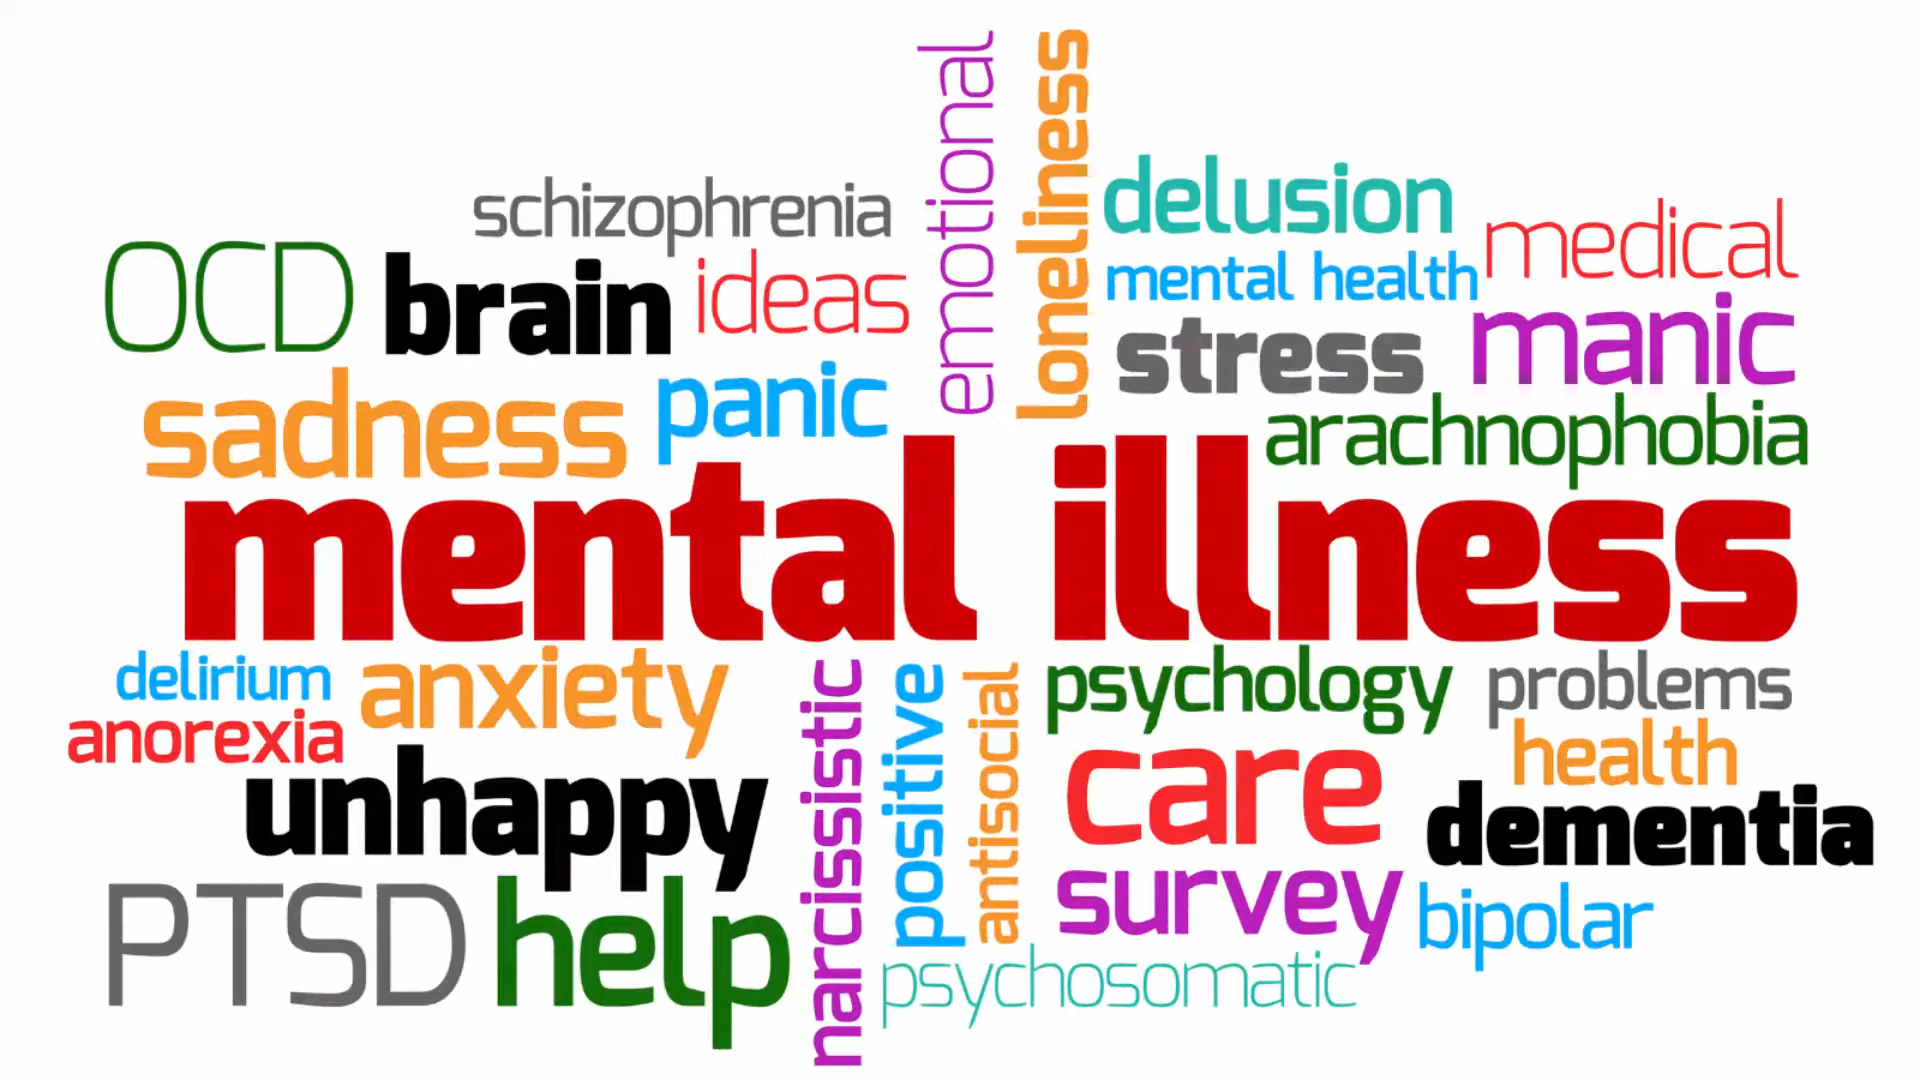 emotional
loneliness
schizophrenia
delusion
medical
OCD
brain
ideas
mental health
manic
stress
sadness
panic
arachnophobia
mental illness
delirium
anxiety
psychology
problems
anorexia
narcissistic
positive
antisocial
health
care
unhappy
dementia
PTSD
help
survey
bipolar
psychosomatic